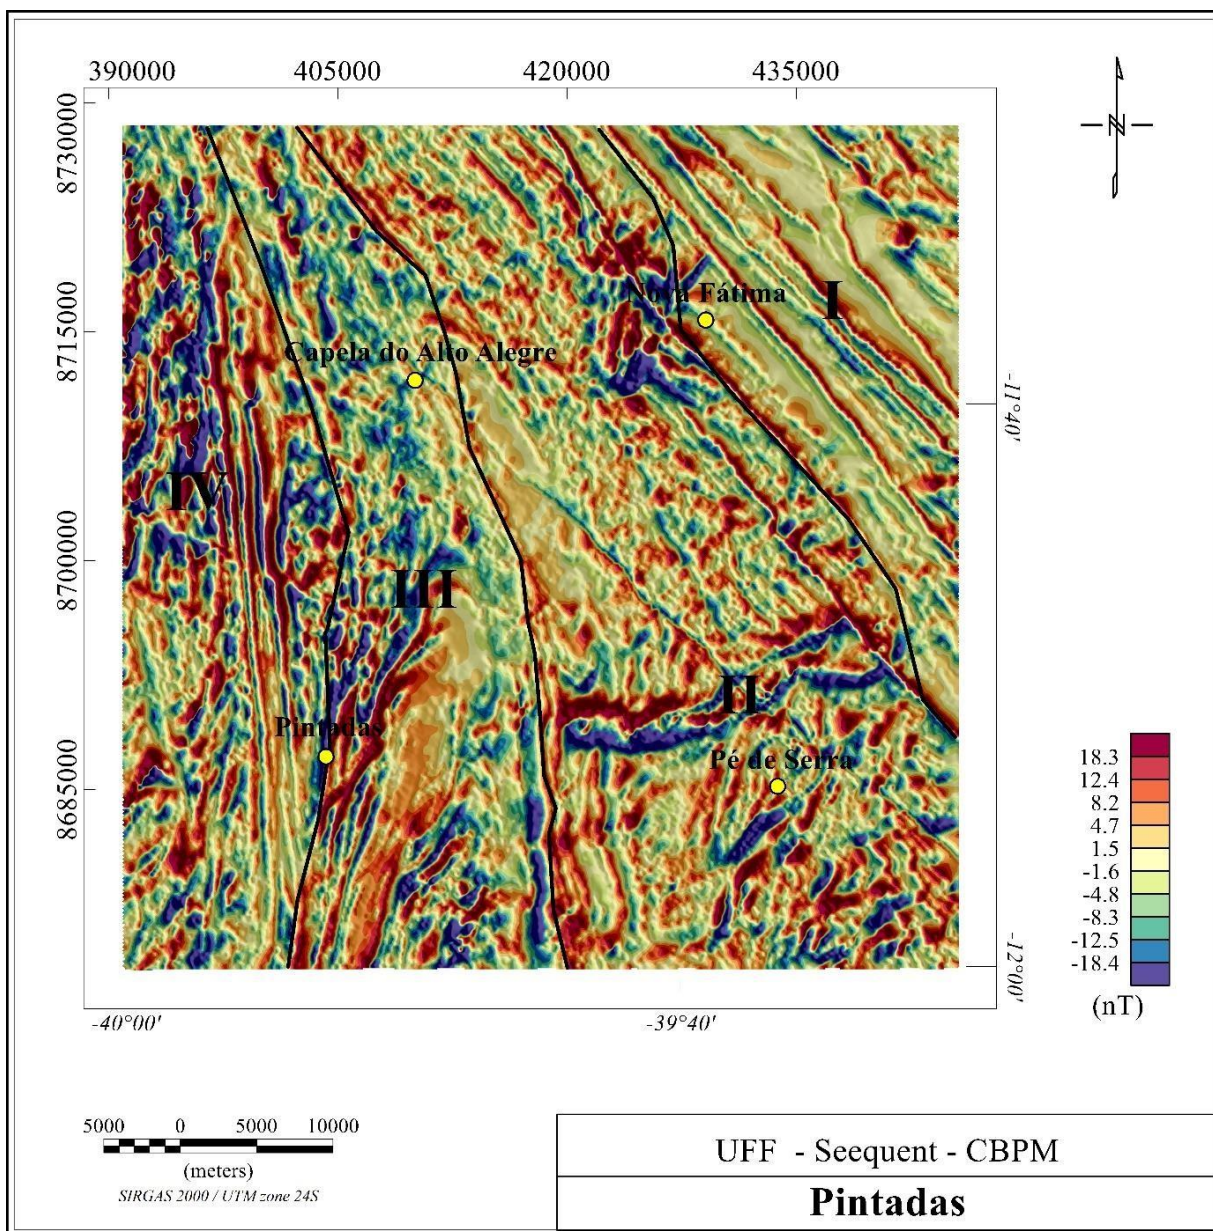 390000 405000 420000 435000
8730000
8715000
8700000
8685000
N
I
Nova Fátima
Capela do Alto Alegre
IV
III
II
Pintadas
Pé de Serra
-11°40'
-12°00'
-40°00' -39°40'
18.3
12.4
8.2
4.7
1.5
-1.6
-4.8
-8.3
-12.5
-18.4
(nT)
5000 0 5000 10000
(meters)
SIRGAS 2000 / UTM zone 24S
UFF - Seequent - CBPM
Pintadas